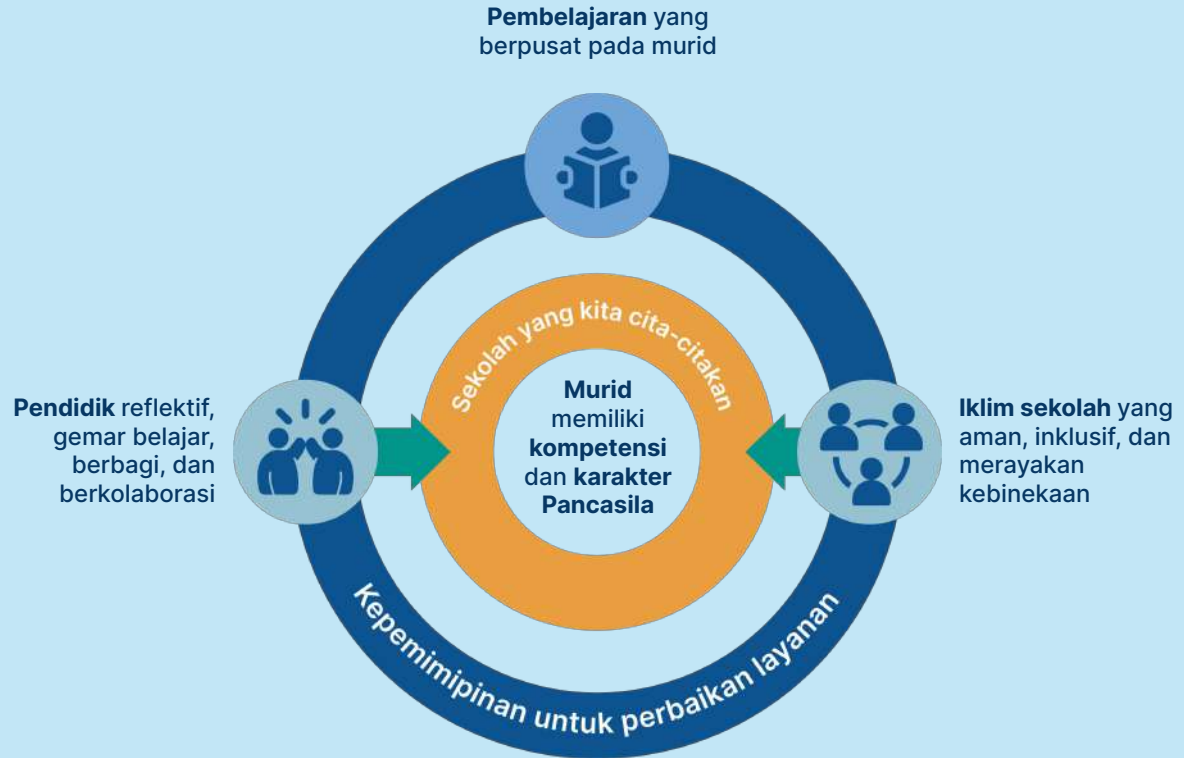 Pembelajaran yang
berpusat pada murid
Sekolah yang kita cita-citakan
Murid
memiliki
kompetensi
dan karakter
Pancasila
Pendidik reflektif,
gemar belajar,
berbagi, dan
berkolaborasi
Iklim sekolah yang
aman, inklusif, dan
merayakan
kebinekaan
Kepemimipinan untuk perbaikan layanan